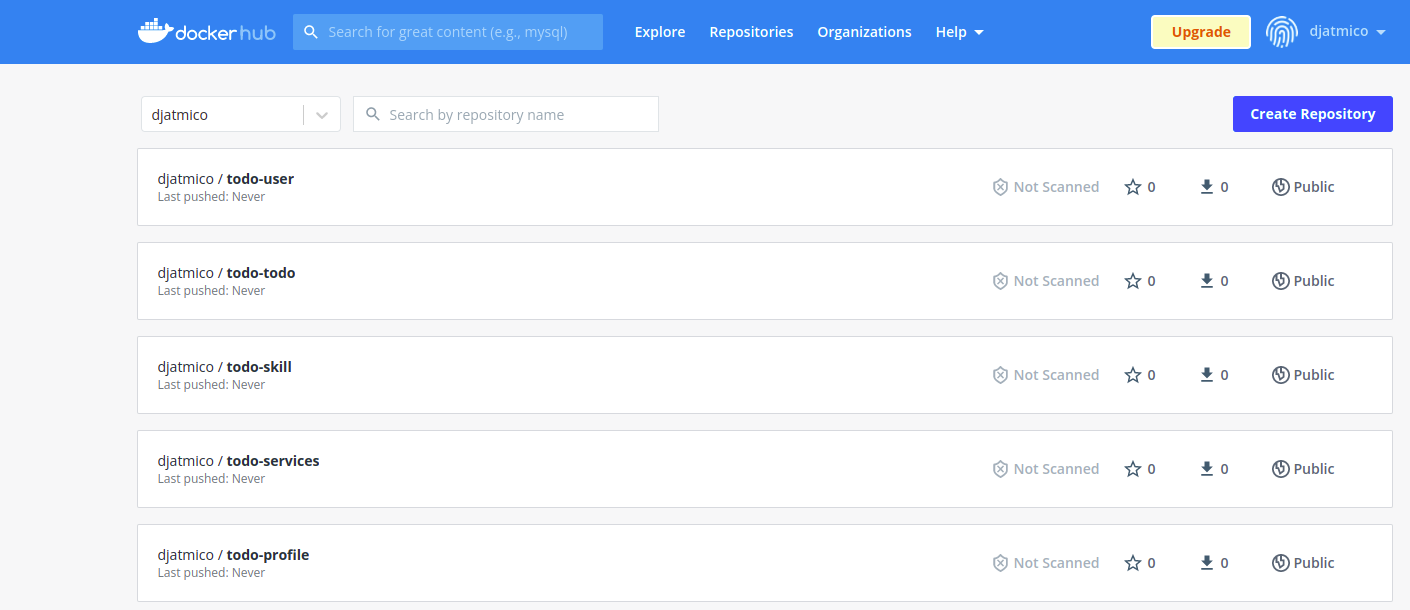 docker hub Search for great content (e.g., mysql) Explore Repositories Organizations Help Upgrade djatmico
djatmico Search by repository name Create Repository
djatmico / todo-user
Last pushed: Never
Not Scanned 0 0 Public
djatmico / todo-todo
Last pushed: Never
Not Scanned 0 0 Public
djatmico / todo-skill
Last pushed: Never
Not Scanned 0 0 Public
djatmico / todo-services
Last pushed: Never
Not Scanned 0 0 Public
djatmico / todo-profile
Last pushed: Never
Not Scanned 0 0 Public